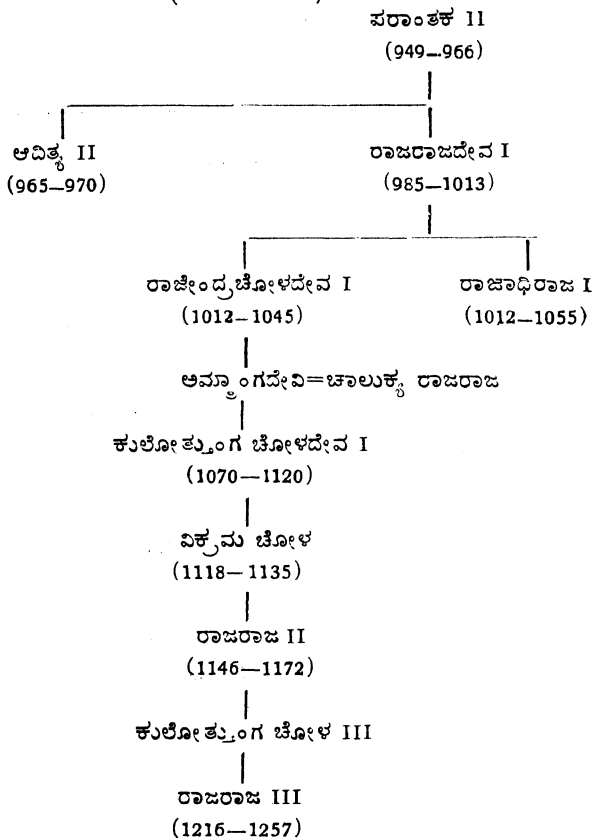 ಪರಾಂತಕ II
(949—966)
ಆದಿತ್ಯ II
ರಾಜರಾಜದೇವ I
(965—970)
(985—1013)
ರಾಜೇಂದ್ರಚೋಳದೇವ I
ರಾಜಾಧಿರಾಜ I
(1012—1045)
(1012—1055)
ಅಮ್ಮಾಂಗದೇವಿ=ಚಾಲುಕ್ಯ ರಾಜರಾಜ
ಕುಲೋತ್ತುಂಗ ಚೋಳದೇವ I
(1070—1120)
ವಿಕ್ರಮ ಚೋಳ
(1118—1135)
ರಾಜರಾಜ II
(1146—1172)
ಕುಲೋತ್ತುಂಗ ಚೋಳ III
ರಾಜರಾಜ III
(1216—1257)